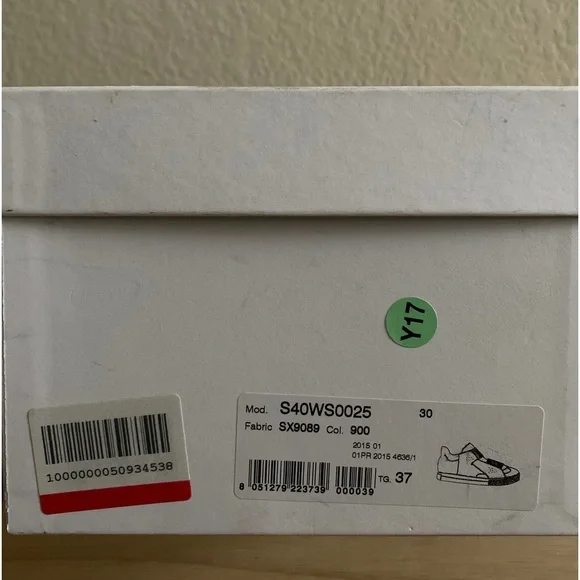 Y17
Mod. S40WS0025 30
Fabric SX9089 Col. 900
2015 01
01PR 2015 4636/1
TG. 37
8 051279 223739 000039
1000000050934538